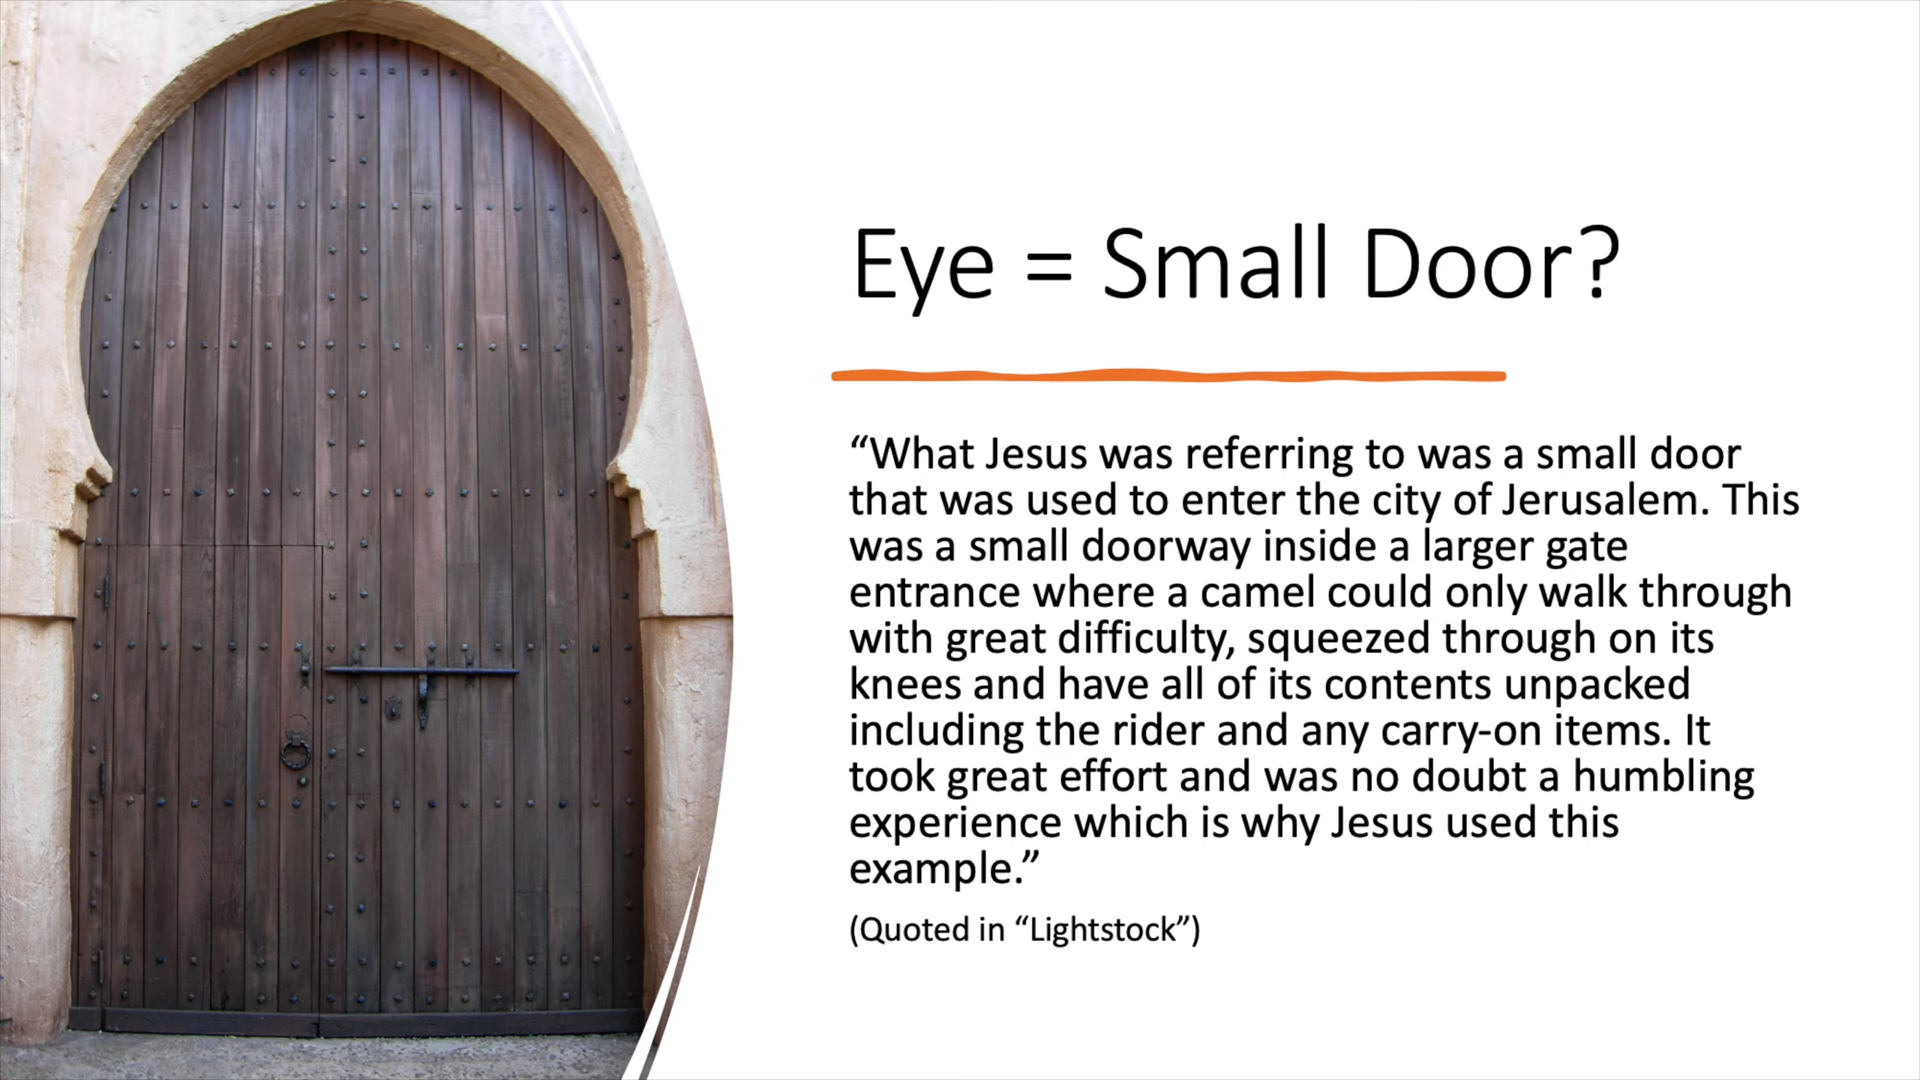 Eye = Small Door?
“What Jesus was referring to was a small door
that was used to enter the city of Jerusalem. This
was a small doorway inside a larger gate
entrance where a camel could only walk through
with great difficulty, squeezed through on its
knees and have all of its contents unpacked
including the rider and any carry-on items. It
took great effort and was no doubt a humbling
experience which is why Jesus used this
example.”
(Quoted in “Lightstock”)